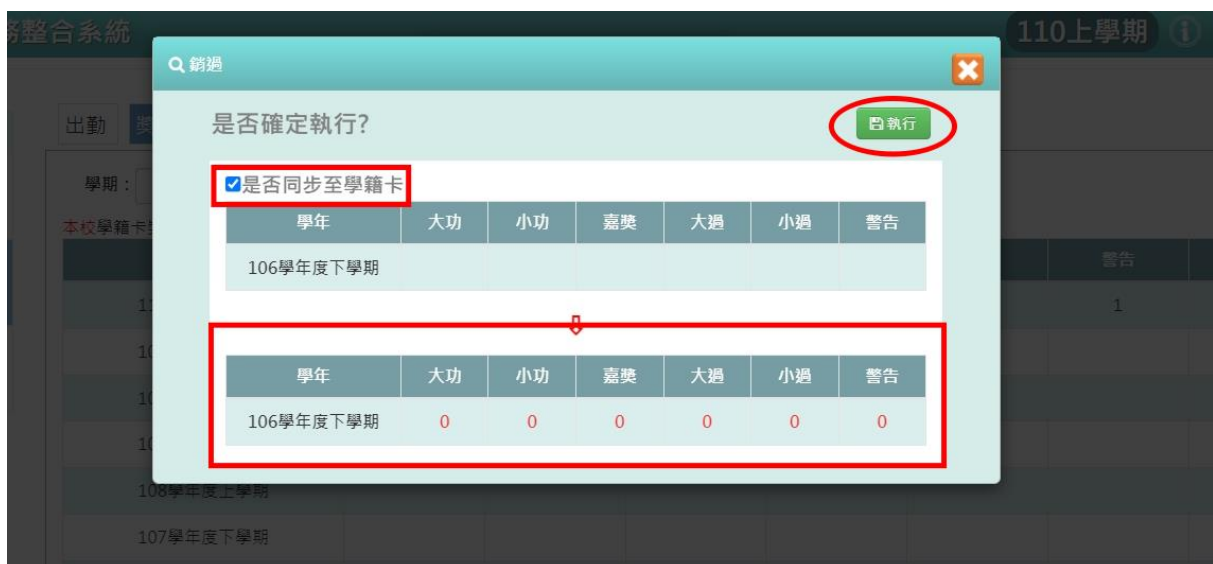 務整合系統 110上學期
銷過
出勤 獎
是否確定執行? 執行
學期：
是否同步至學籍卡
本校學籍卡
學年 大功 小功 嘉獎 大過 小過 警告
106學年度下學期
警告
1
學年 大功 小功 嘉獎 大過 小過 警告
106學年度下學期 0 0 0 0 0 0
108學年度上學期
107學年度下學期